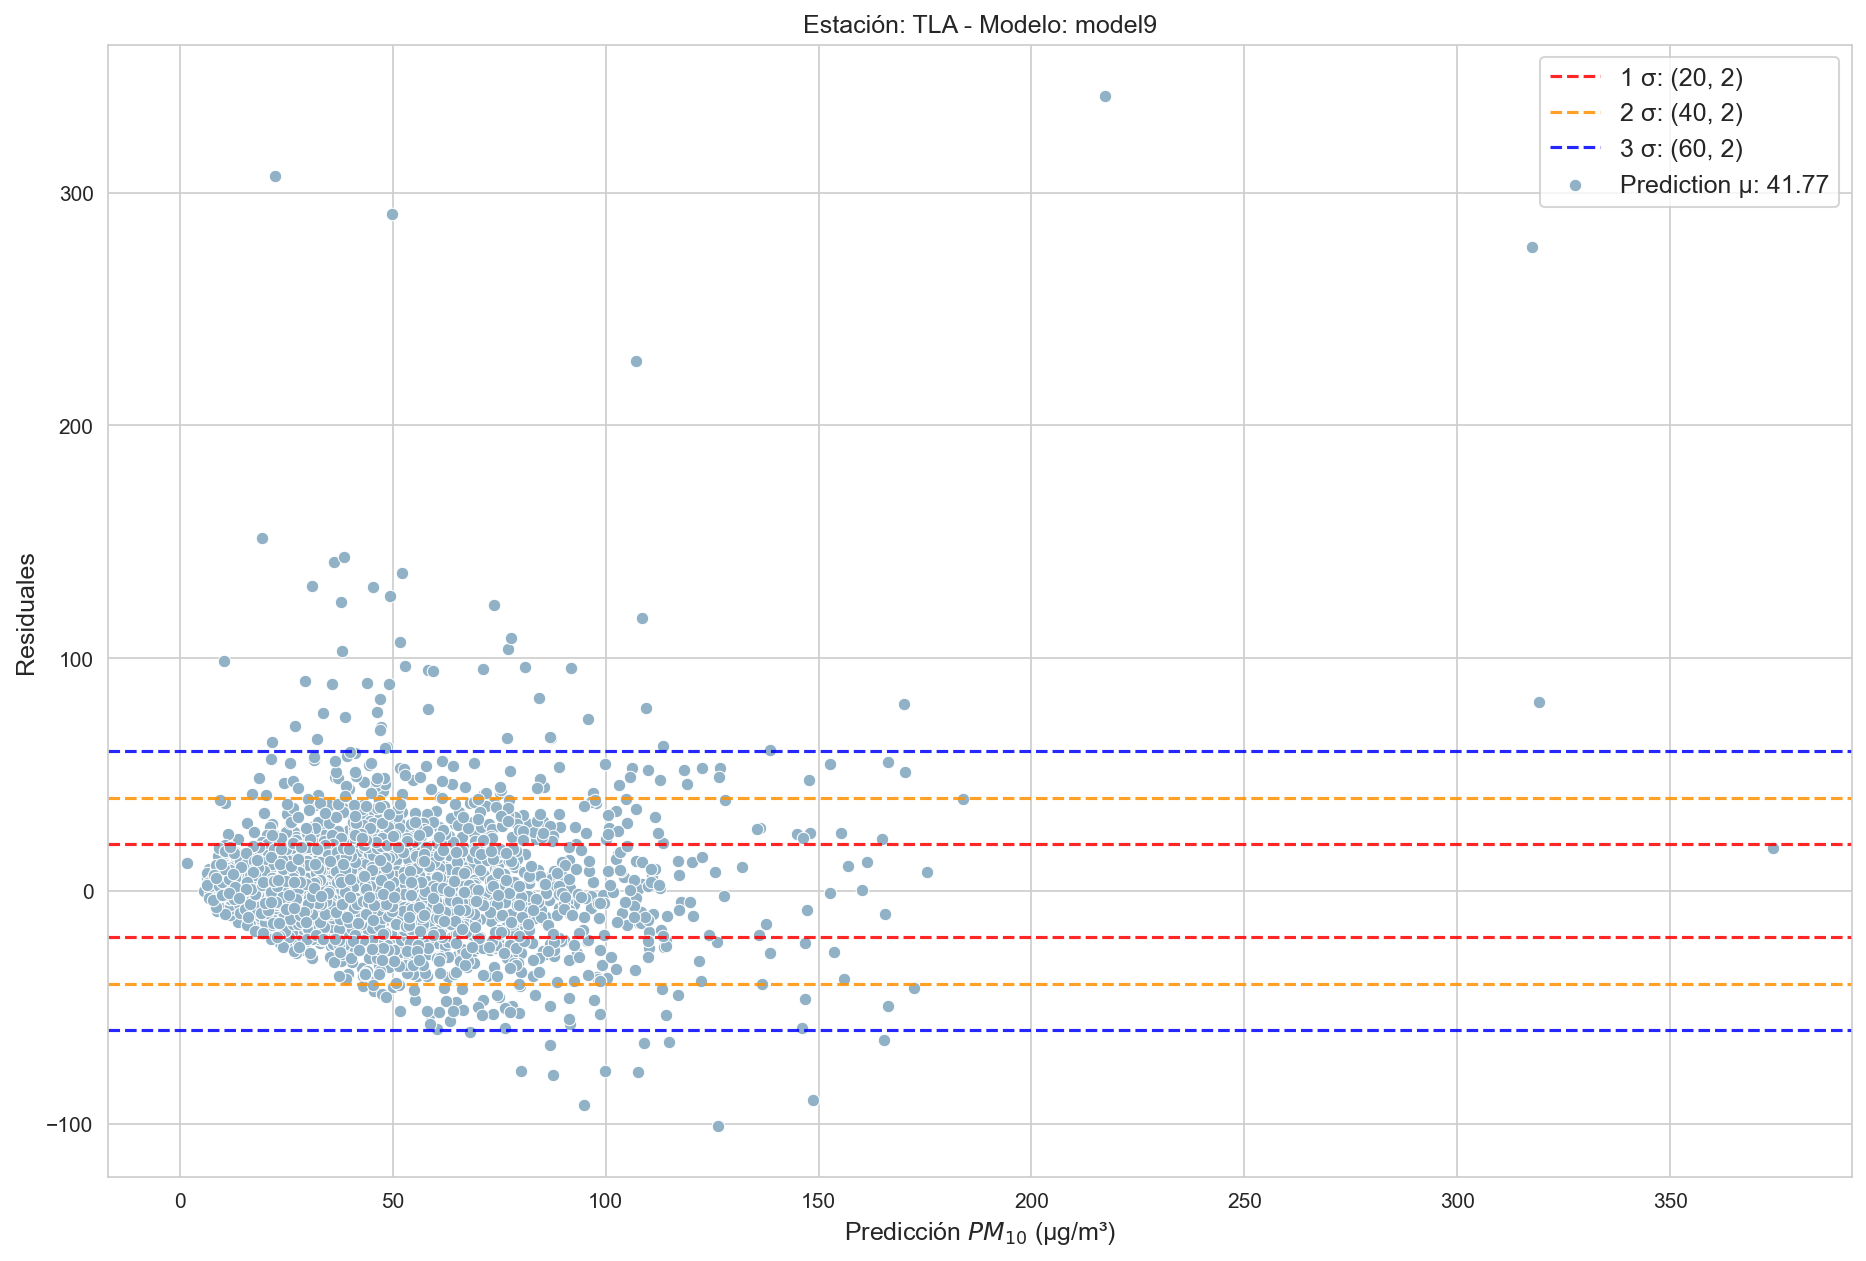 Estación: TLA - Modelo: model9
1 σ: (20, 2)
2 σ: (40, 2)
3 σ: (60, 2)
Prediction µ: 41.77
Residuales
300
200
100
0
−100
0 50 100 150 200 250 300 350
Predicción PM₁₀ (µg/m³)